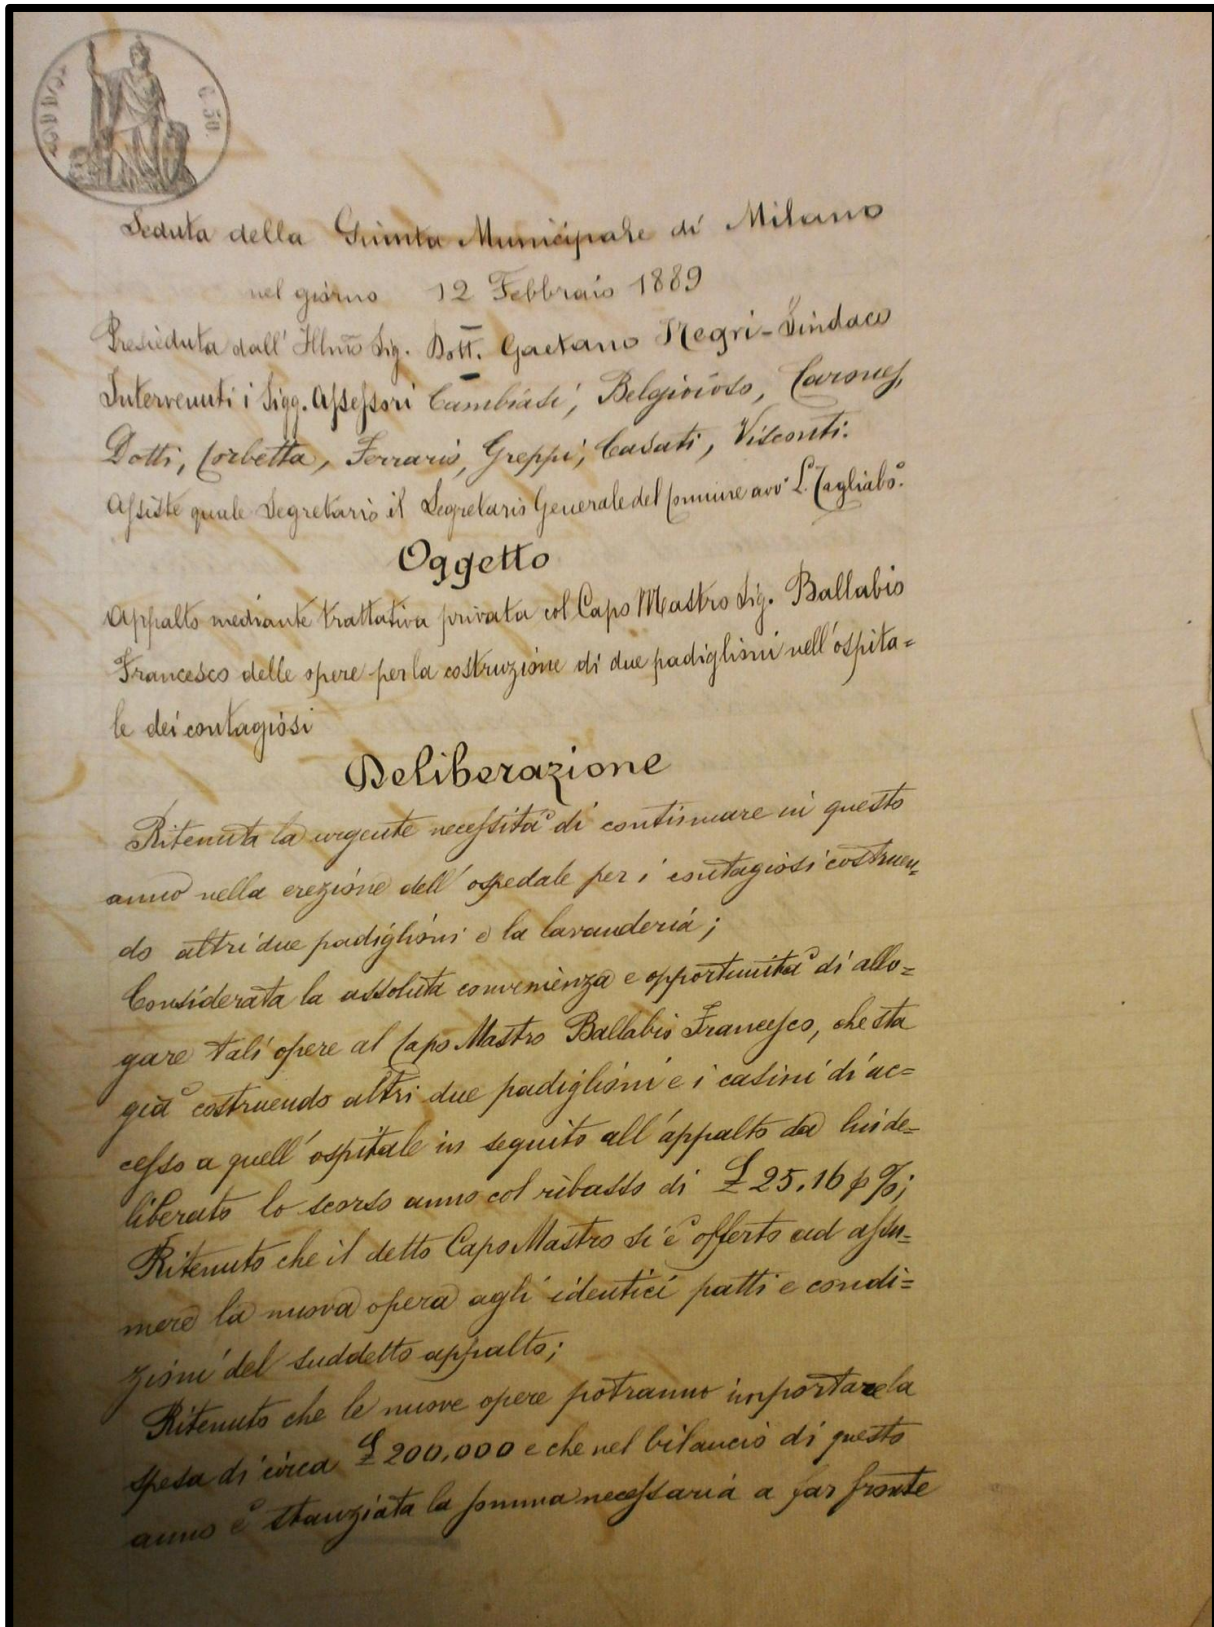 C. 50.
Seduta della Giunta Municipale di Milano
nel giorno 12 Febbraio 1889
Presieduta dall' Illmo Sig. Dott. Gaetano Negri - Sindaco
Intervenuti i Sigg. Assessori Cambiasi, Belgioioso, Carones,
Dotti, Corbetta, Ferrario, Greppi, Casati, Visconti.
Assiste quale Segretario il Segretario Generale del Comune avv. L. Tagliabò.
Oggetto
Appalto mediante trattativa privata col Capo Mastro Sig. Ballabio
Francesco delle opere per la costruzione di due padiglioni nell'ospita=
le dei contagiosi
Deliberazione
Ritenuta la urgente necessità di continuare in questo
anno nella erezione dell' ospedale per i contagiosi costruen=
do altri due padiglioni e la lavanderia;
Considerata la assoluta convenienza e opportunità di allo=
gare tali opere al Capo Mastro Ballabio Francesco, che sta
già costruendo altri due padiglioni e i casini di ac=
cesso a quell' ospitale in seguito all' appalto da lui de=
liberato lo scorso anno col ribasso di £ 25.16 p %;
Ritenuto che il detto Capo Mastro si è offerto ad assu=
mere la nuova opera agli identici patti e condi=
zioni del suddetto appalto;
Ritenuto che le nuove opere potranno importare la
spesa di circa £ 200,000 e che nel bilancio di questo
anno è stanziata la somma necessaria a far fronte